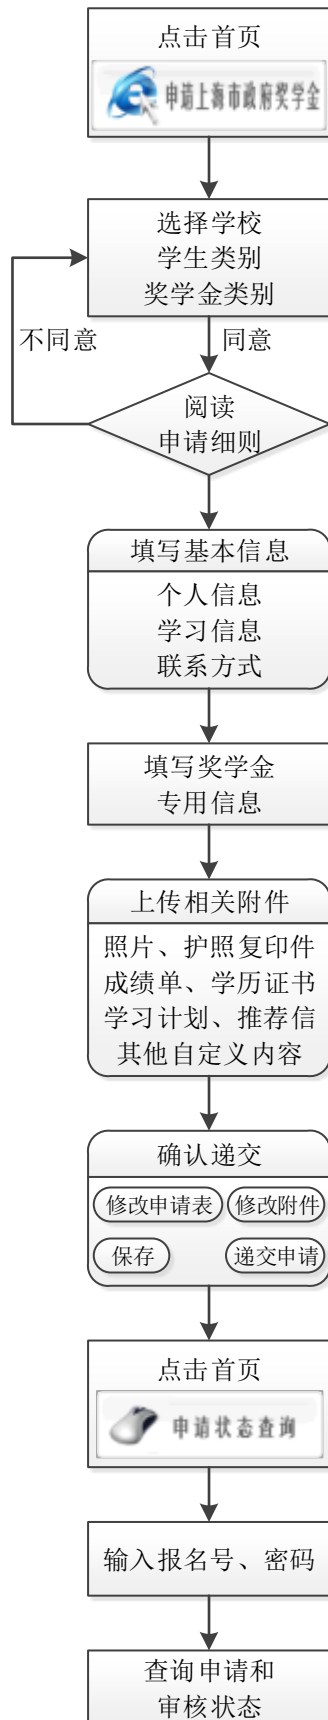 点击首页
申请上海市政府奖学金
选择学校
学生类别
奖学金类别
不同意
同意
阅读
申请细则
填写基本信息
个人信息
学习信息
联系方式
填写奖学金
专用信息
上传相关附件
照片、护照复印件
成绩单、学历证书
学习计划、推荐信
其他自定义内容
确认递交
修改申请表
修改附件
保存
递交申请
点击首页
申请状态查询
输入报名号、密码
查询申请和
审核状态